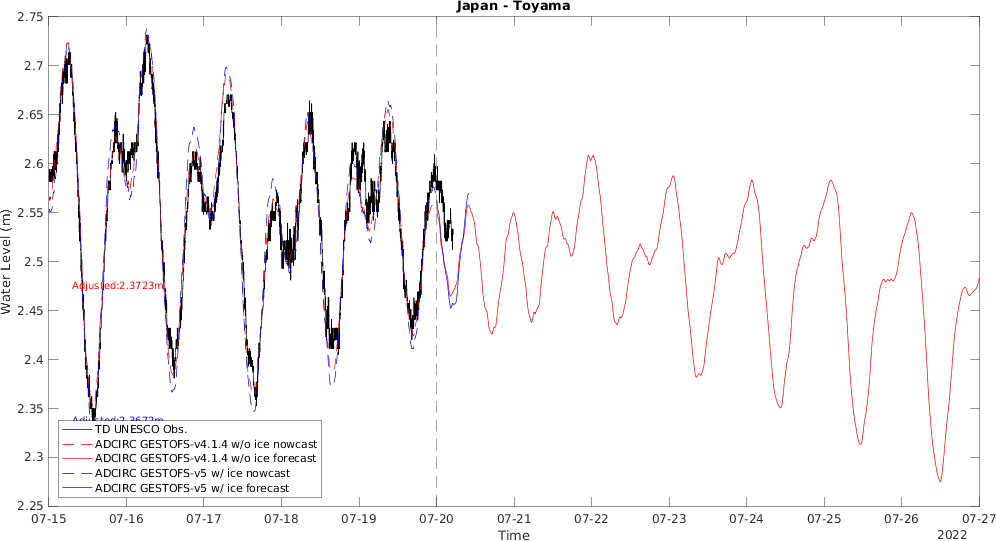 Japan - Toyama
2.75
2.7
2.65
2.6
2.55
2.5
2.45
2.4
2.35
2.3
2.25
Water Level (m)
Adjusted:2.3723m
Adjusted:2.3672m
TD UNESCO Obs.
ADCIRC GESTOFS-v4.1.4 w/o ice nowcast
ADCIRC GESTOFS-v4.1.4 w/o ice forecast
ADCIRC GESTOFS-v5 w/ ice nowcast
ADCIRC GESTOFS-v5 w/ ice forecast
07-15 07-16 07-17 07-18 07-19 07-20 07-21 07-22 07-23 07-24 07-25 07-26 07-27
Time
2022